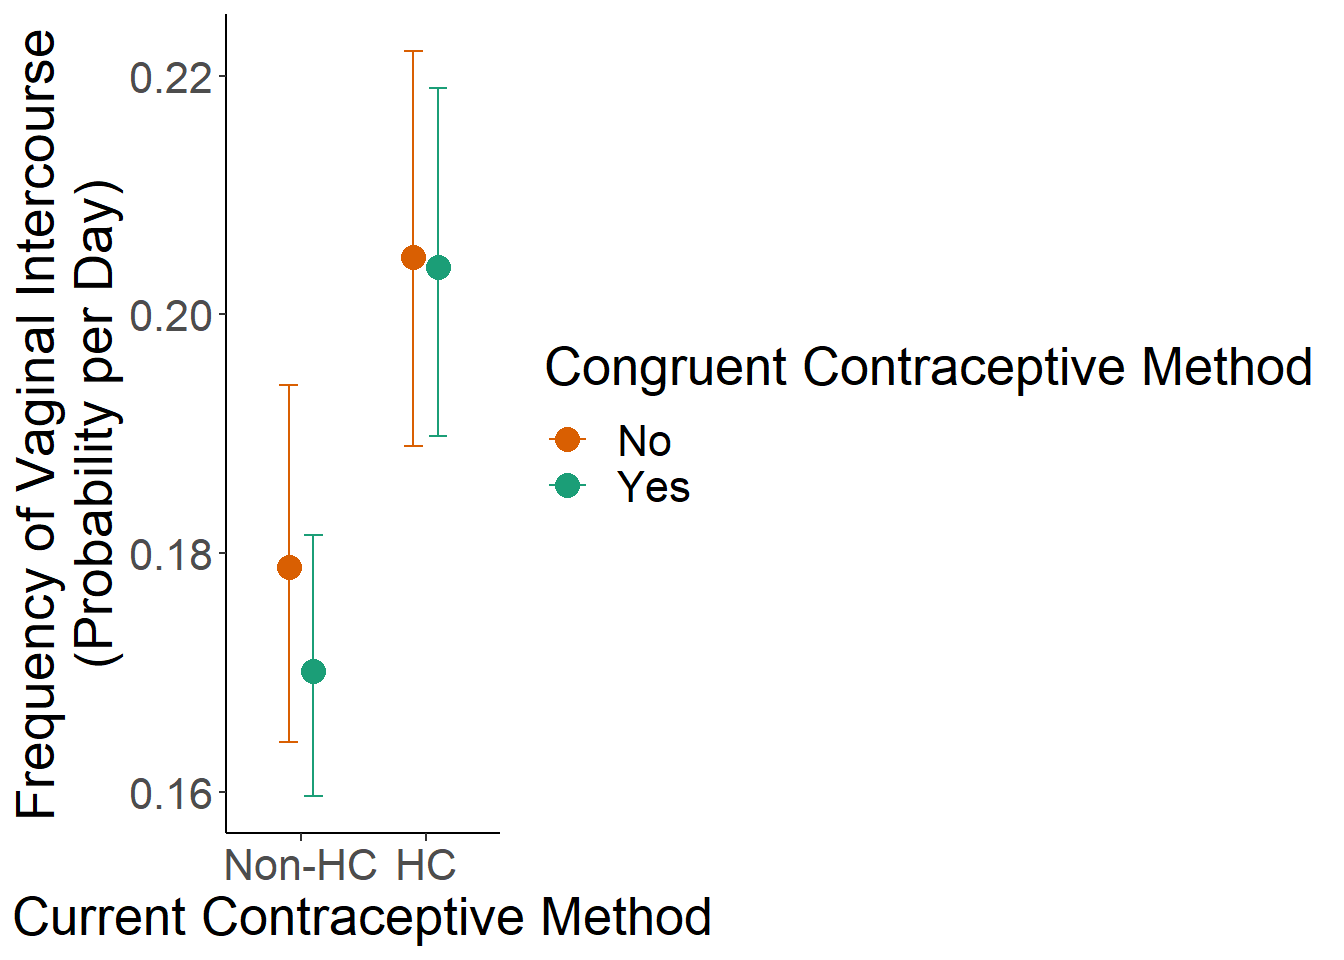 Frequency of Vaginal Intercourse
(Probability per Day)
0.22
0.20
0.18
0.16
Non-HC HC
Current Contraceptive Method
Congruent Contraceptive Method
No
Yes